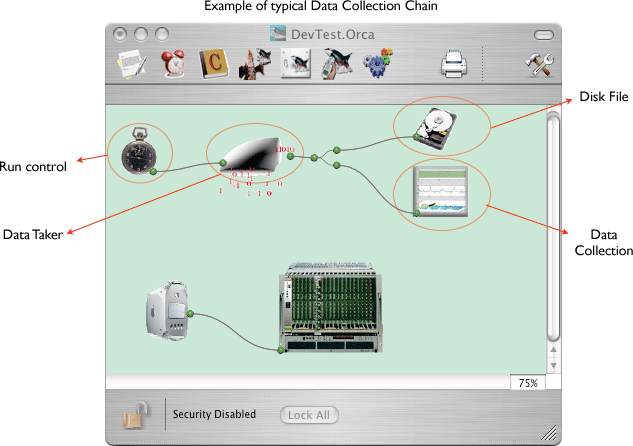 Example of typical Data Collection Chain
DevTest.Orca
Disk File
Run control
Data Taker
Data
Collection
75%
Security Disabled
Lock All